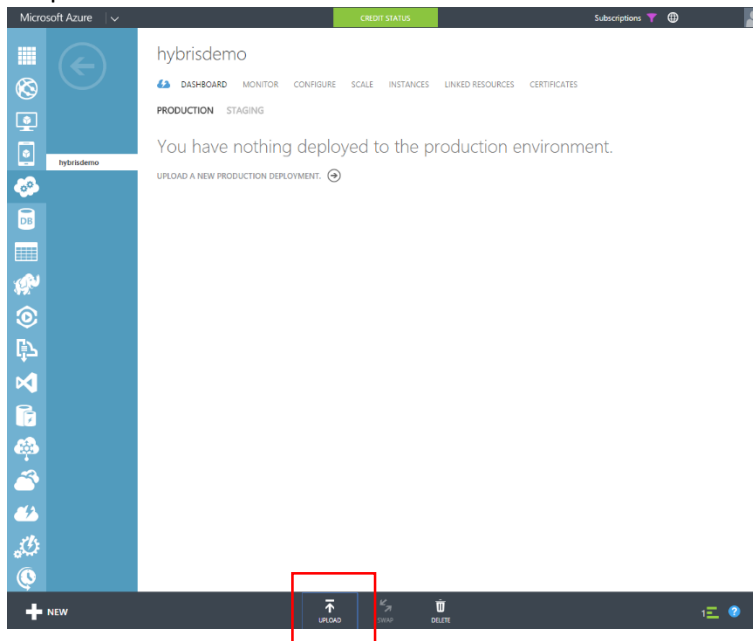 Microsoft Azure
CREDIT STATUS
Subscriptions
hybrisdemo
DASHBOARD MONITOR CONFIGURE SCALE INSTANCES LINKED RESOURCES CERTIFICATES
PRODUCTION STAGING
You have nothing deployed to the production environment.
hybrisdemo
UPLOAD A NEW PRODUCTION DEPLOYMENT.
DB
NEW
UPLOAD
SWAP
DELETE
1
?